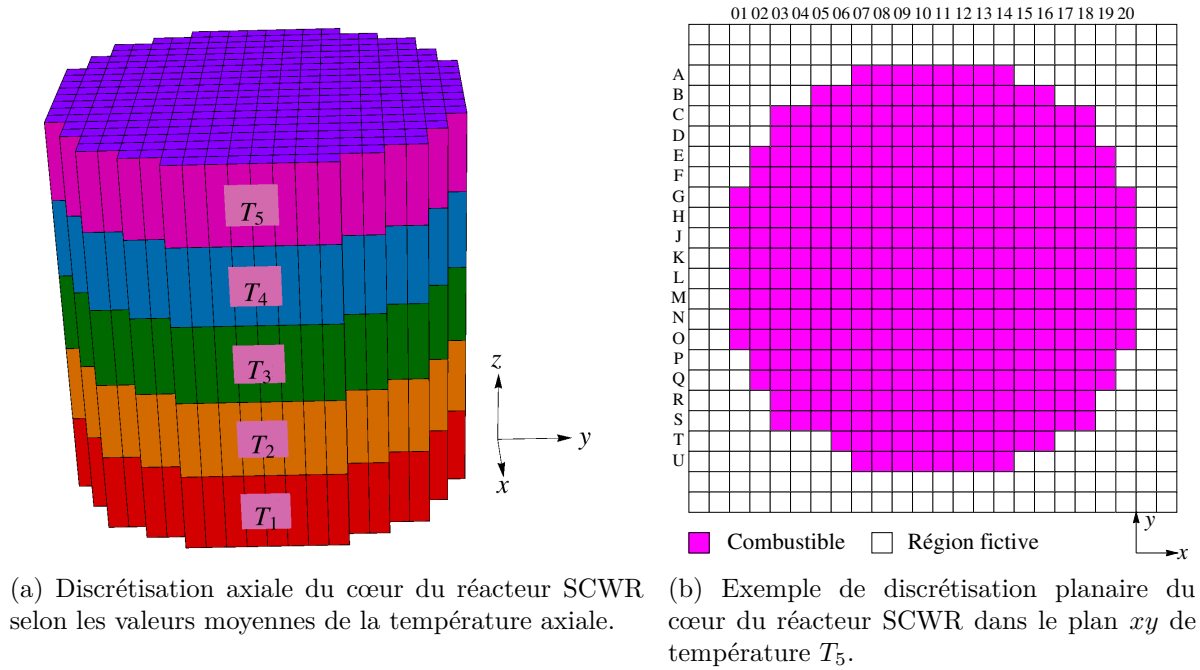 T₅
T₄
T₃
T₂
T₁
z
y
x
01 02 03 04 05 06 07 08 09 10 11 12 13 14 15 16 17 18 19 20
A
B
C
D
E
F
G
H
J
K
L
M
N
O
P
Q
R
S
T
U
y
x
Combustible
Région fictive
(a) Discrétisation axiale du cœur du réacteur SCWR
selon les valeurs moyennes de la température axiale.
(b) Exemple de discrétisation planaire du
cœur du réacteur SCWR dans le plan xy de
température T₅.